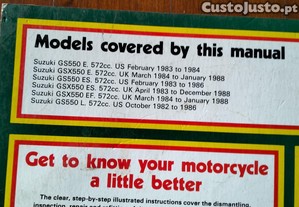 CustoJusto.pt
Models covered by this manual
Suzuki GS550 E. 572cc. US February 1983 to 1984
Suzuki GSX550 E. 572cc. UK March 1984 to January 1988
Suzuki GS550 ES. 572cc. US February 1983 to 1986
Suzuki GSX550 ES. 572cc. UK April 1983 to December 1988
Suzuki GSX550 EF. 572cc. UK March 1984 to January 1988
Suzuki GS550 L. 572cc. US October 1982 to 1986
Get to know your motorcycle
a little better
The clear, step-by-step illustrated instructions cover the dismantling,
inspection, repair and